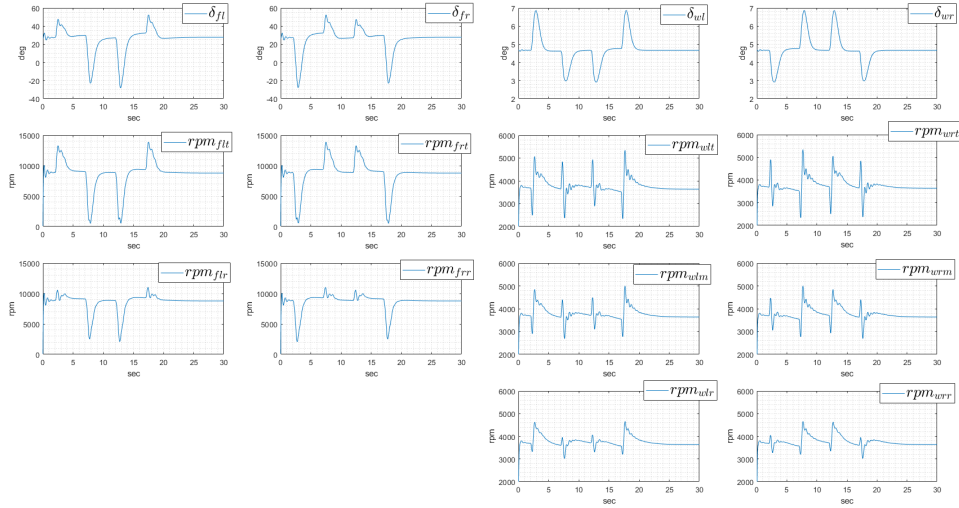 δ_fl
δ_fr
δ_wl
δ_wr
60
40
20
0
-20
-40
deg
0 5 10 15 20 25 30
sec
60
40
20
0
-20
-40
deg
0 5 10 15 20 25 30
sec
7
6
5
4
3
2
deg
0 5 10 15 20 25 30
sec
7
6
5
4
3
2
deg
0 5 10 15 20 25 30
sec
rpm_flt
rpm_frt
rpm_wlt
rpm_wrt
15000
10000
5000
0
rpm
0 5 10 15 20 25 30
sec
15000
10000
5000
0
rpm
0 5 10 15 20 25 30
sec
6000
4000
2000
rpm
0 5 10 15 20 25 30
sec
6000
4000
2000
rpm
0 5 10 15 20 25 30
sec
rpm_flr
rpm_frr
rpm_wlm
rpm_wrm
15000
10000
5000
0
rpm
0 5 10 15 20 25 30
sec
15000
10000
5000
0
rpm
0 5 10 15 20 25 30
sec
6000
5000
4000
3000
2000
rpm
0 5 10 15 20 25 30
sec
6000
5000
4000
3000
2000
rpm
0 5 10 15 20 25 30
sec
rpm_wlr
rpm_wrr
6000
5000
4000
3000
2000
rpm
0 5 10 15 20 25 30
sec
6000
5000
4000
3000
2000
rpm
0 5 10 15 20 25 30
sec